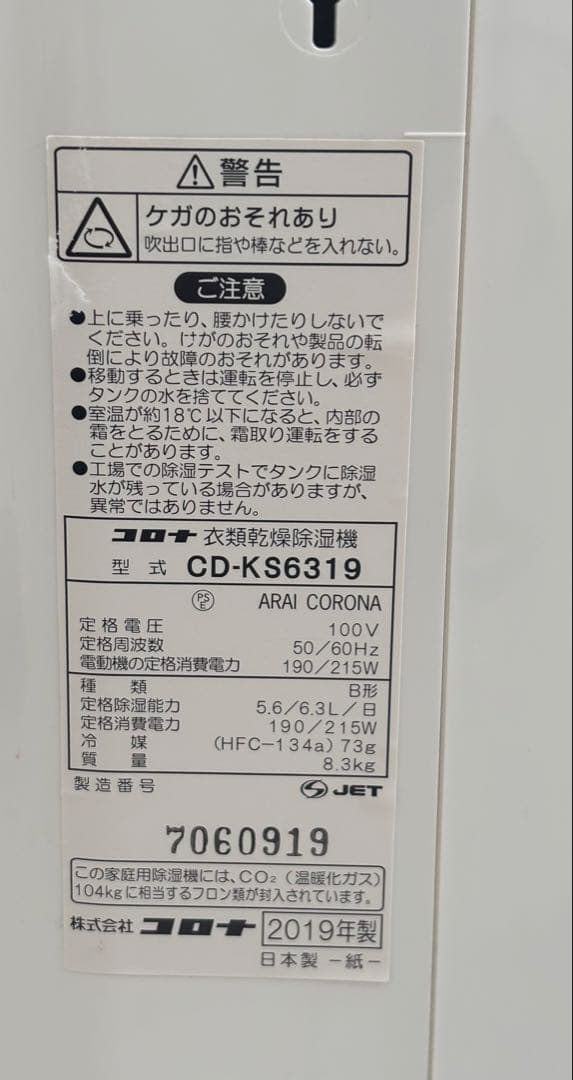 警告
ケガのおそれあり
吹出口に指や棒などを入れない。
ご注意
●上に乗ったり、腰かけたりしないで
ください。けがのおそれや製品の転
倒により故障のおそれがあります。
●移動するときは運転を停止し、必ず
タンクの水を捨ててください。
●室温が約18℃以下になると、内部の
霜をとるために、霜取り運転をする
ことがあります。
●工場での除湿テストでタンクに除湿
水が残っている場合がありますが、
異常ではありません。
コロナ 衣類乾燥除湿機
型式 CD-KS6319
PSE ARAI CORONA
定格電圧 100V
定格周波数 50/60Hz
電動機の定格消費電力 190/215W
種類 B形
定格除湿能力 5.6/6.3L/日
定格消費電力 190/215W
冷媒 (HFC-134a) 73g
質量 8.3kg
製造番号 JET
7060919
この家庭用除湿機には、CO₂（温暖化ガス）
104kgに相当するフロン類が封入されています。
株式会社 コロナ 2019年製
日本製 －紙－